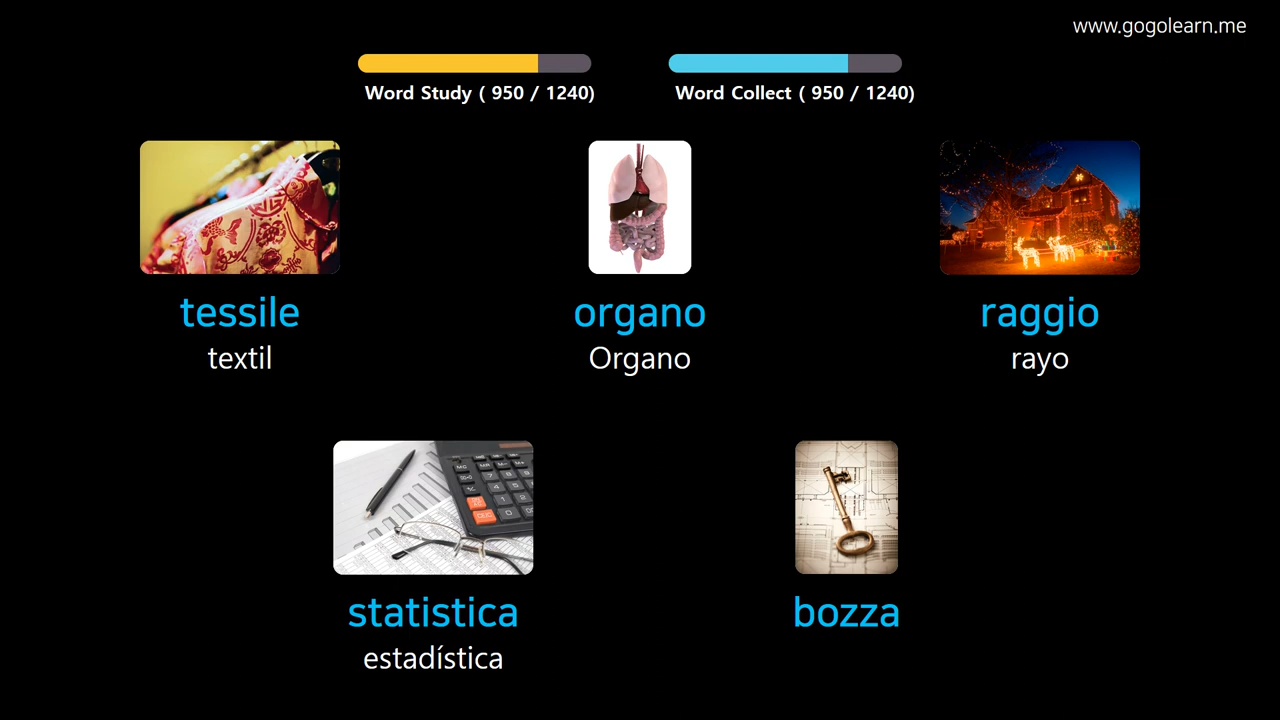 www.gogolearn.me
Word Study ( 950 / 1240)
Word Collect ( 950 / 1240)
tessile
textil
organo
Organo
raggio
rayo
statistica
estadística
bozza